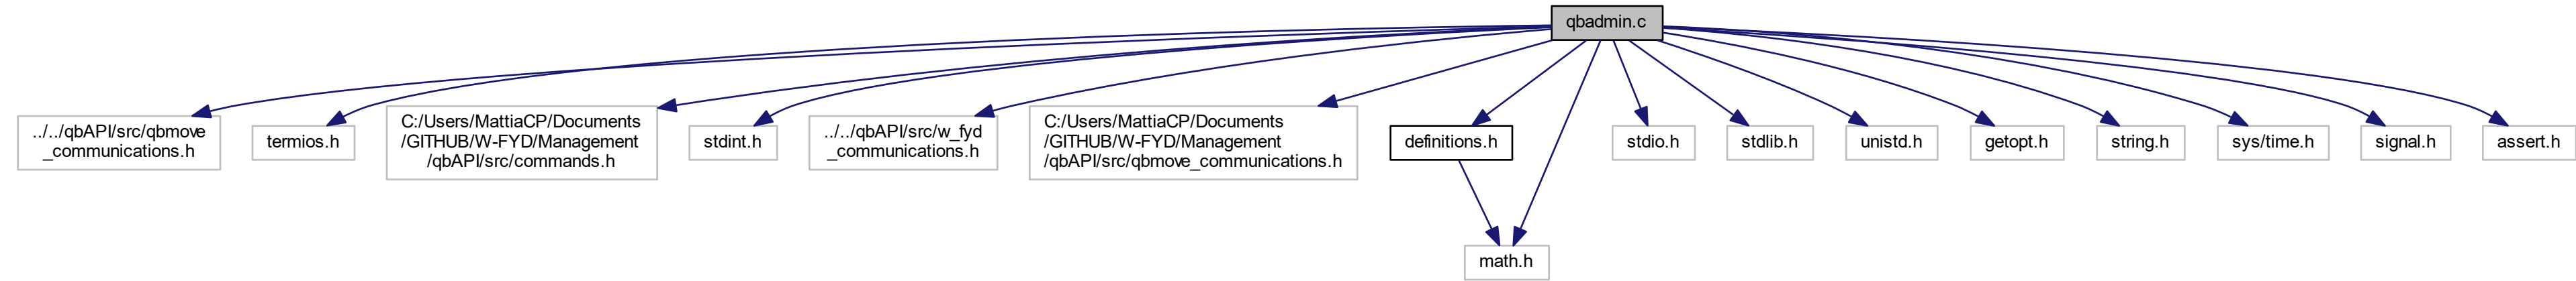 qbadmin.c
../../qbAPI/src/qbmove
_communications.h
termios.h
C:/Users/MattiaCP/Documents
/GITHUB/W-FYD/Management
/qbAPI/src/commands.h
stdint.h
../../qbAPI/src/w_fyd
_communications.h
C:/Users/MattiaCP/Documents
/GITHUB/W-FYD/Management
/qbAPI/src/qbmove_communications.h
definitions.h
stdio.h
stdlib.h
unistd.h
getopt.h
string.h
sys/time.h
signal.h
assert.h
math.h